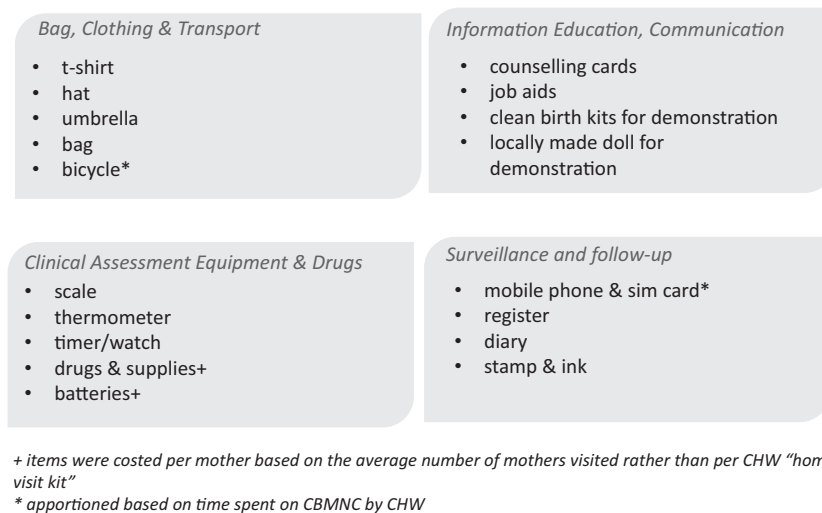 Bag, Clothing & Transport
• t-shirt
• hat
• umbrella
• bag
• bicycle*
Information Education, Communication
• counselling cards
• job aids
• clean birth kits for demonstration
• locally made doll for
demonstration
Clinical Assessment Equipment & Drugs
• scale
• thermometer
• timer/watch
• drugs & supplies+
• batteries+
Surveillance and follow-up
• mobile phone & sim card*
• register
• diary
• stamp & ink
+ items were costed per mother based on the average number of mothers visited rather than per CHW “hom
visit kit”
* apportioned based on time spent on CBMNC by CHW